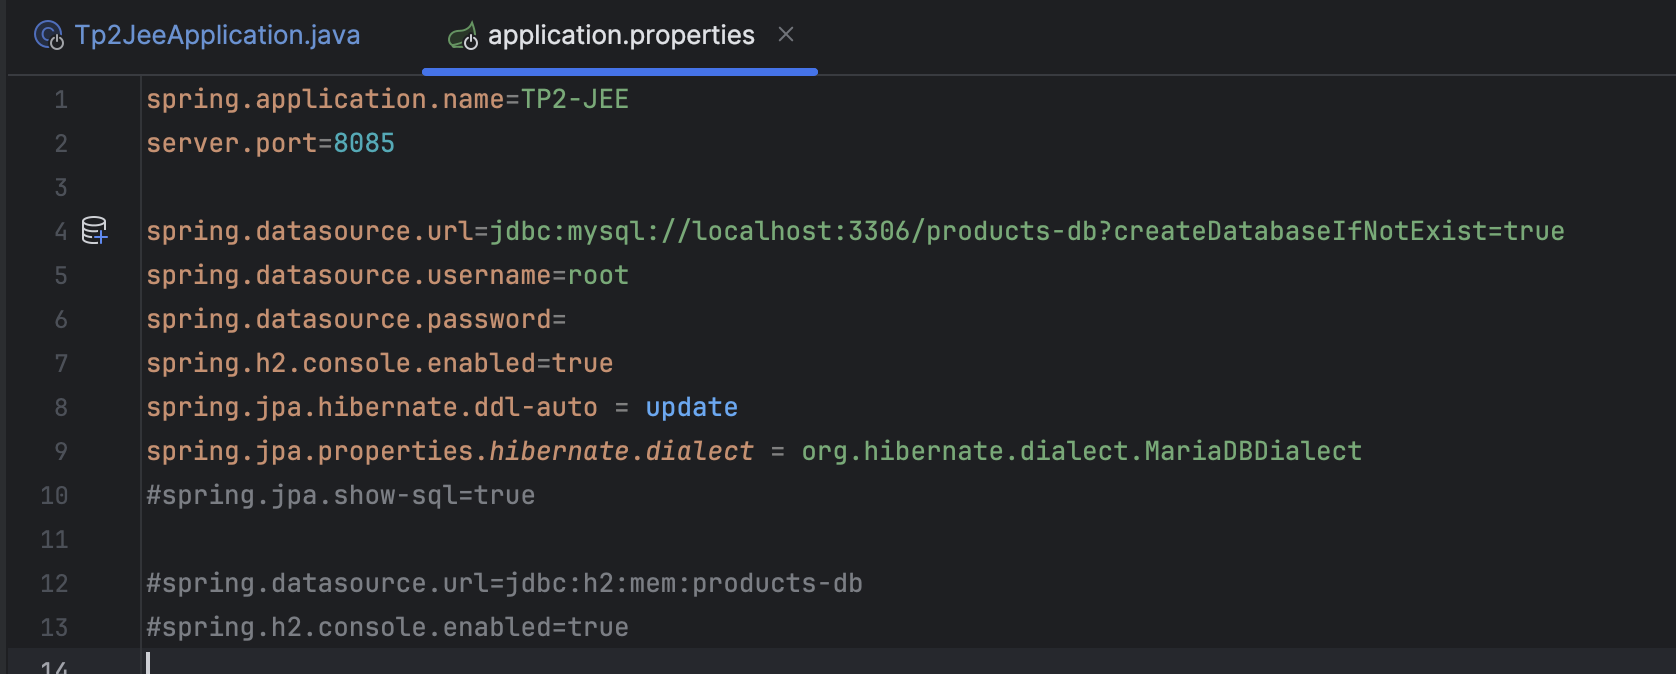 Tp2JeeApplication.java application.properties
1 spring.application.name=TP2-JEE
2 server.port=8085
3
4 spring.datasource.url=jdbc:mysql://localhost:3306/products-db?createDatabaseIfNotExist=true
5 spring.datasource.username=root
6 spring.datasource.password=
7 spring.h2.console.enabled=true
8 spring.jpa.hibernate.ddl-auto = update
9 spring.jpa.properties.hibernate.dialect = org.hibernate.dialect.MariaDBDialect
10 #spring.jpa.show-sql=true
11
12 #spring.datasource.url=jdbc:h2:mem:products-db
13 #spring.h2.console.enabled=true
14